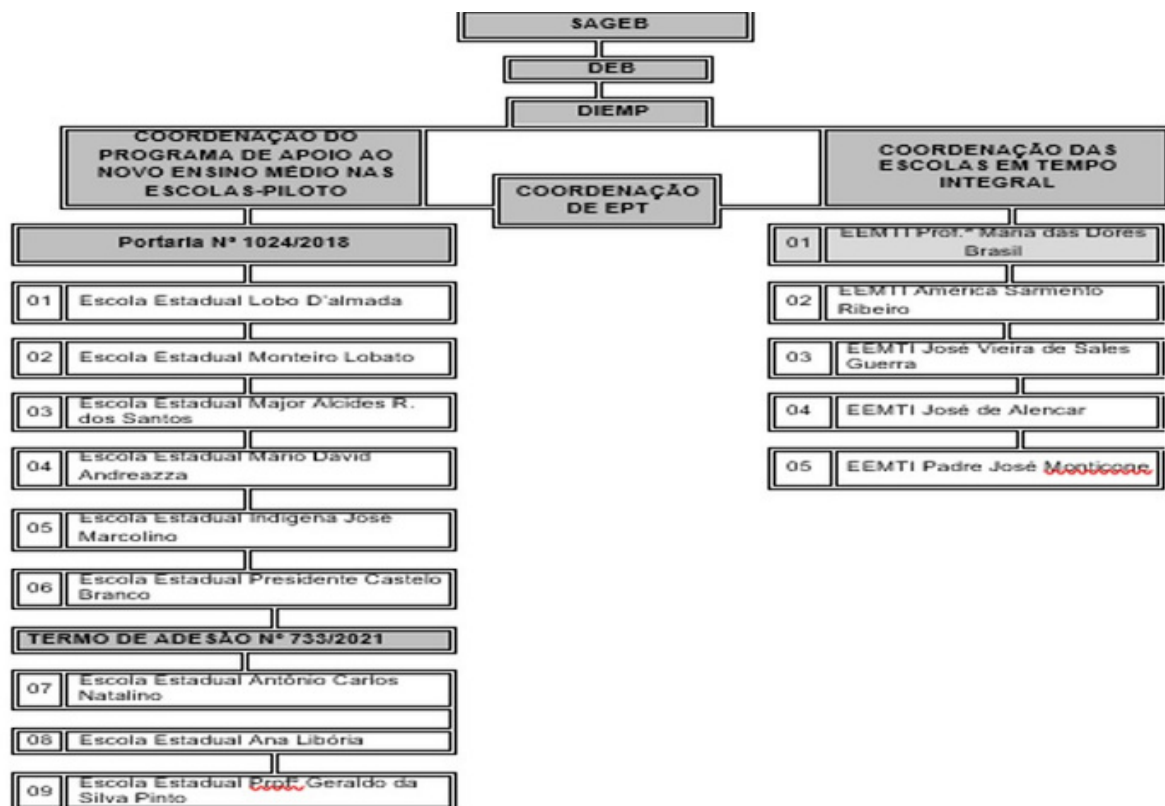 SAGEB
DEB
DIEMP
COORDENAÇÃO DO
PROGRAMA DE APOIO AO
NOVO ENSINO MÉDIO NAS
ESCOLAS-PILOTO
COORDENAÇÃO
DE EPT
COORDENAÇÃO DAS
ESCOLAS EM TEMPO
INTEGRAL
Portaria Nº 1024/2018
01 Escola Estadual Lobo D'almada
02 Escola Estadual Monteiro Lobato
03 Escola Estadual Major Alcides R.
dos Santos
04 Escola Estadual Mário David
Andreazza
05 Escola Estadual Indígena José
Marcolino
06 Escola Estadual Presidente Castelo
Branco
TERMO DE ADESÃO Nº 733/2021
07 Escola Estadual Antônio Carlos
Natalino
08 Escola Estadual Ana Libória
09 Escola Estadual Profº Geraldo da
Silva Pinto
01 EEMTI Prof.ª Maria das Dores
Brasil
02 EEMTI América Sarmento
Ribeiro
03 EEMTI José Vieira de Sales
Guerra
04 EEMTI José de Alencar
05 EEMTI Padre José Monticone